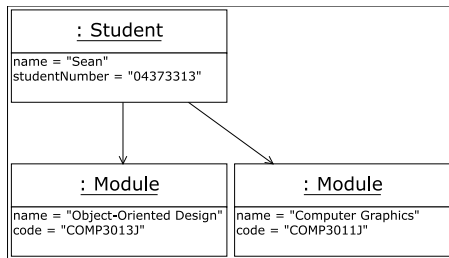 : Student
name = "Sean"
studentNumber = "04373313"
: Module
name = "Object-Oriented Design"
code = "COMP3013J"
: Module
name = "Computer Graphics"
code = "COMP3011J"